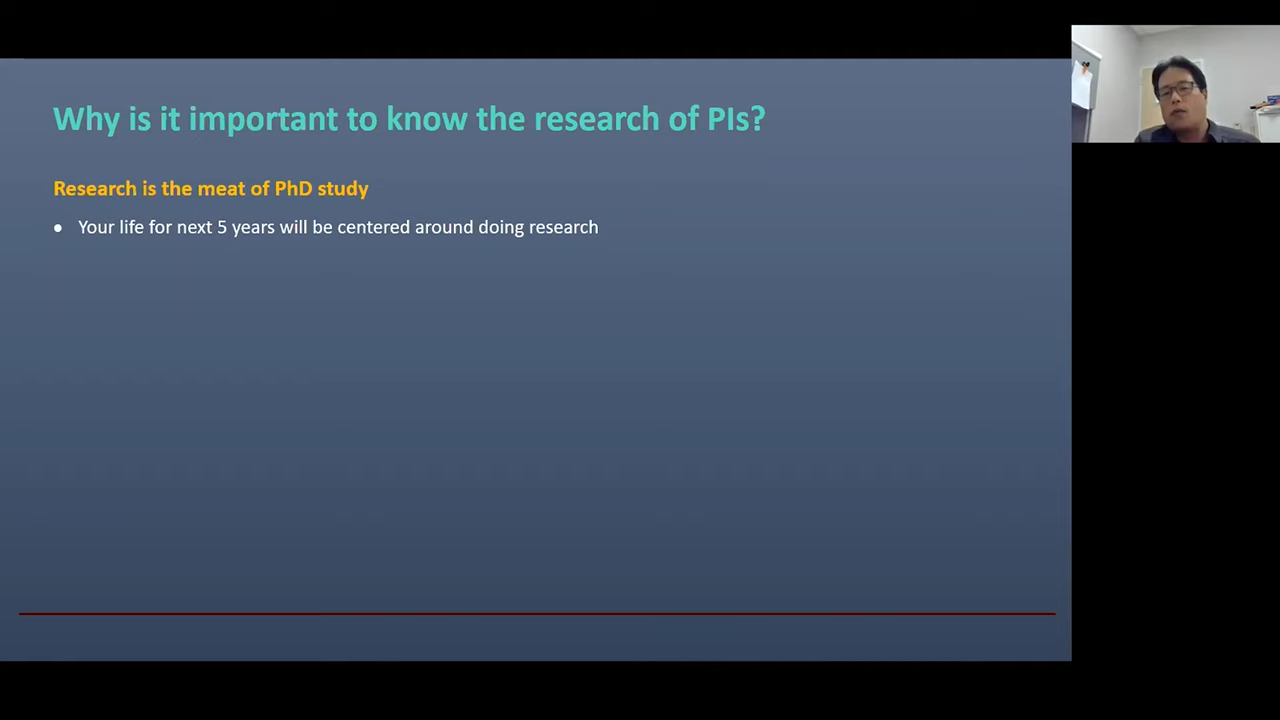 Why is it important to know the research of PIs?
Research is the meat of PhD study
● Your life for next 5 years will be centered around doing research